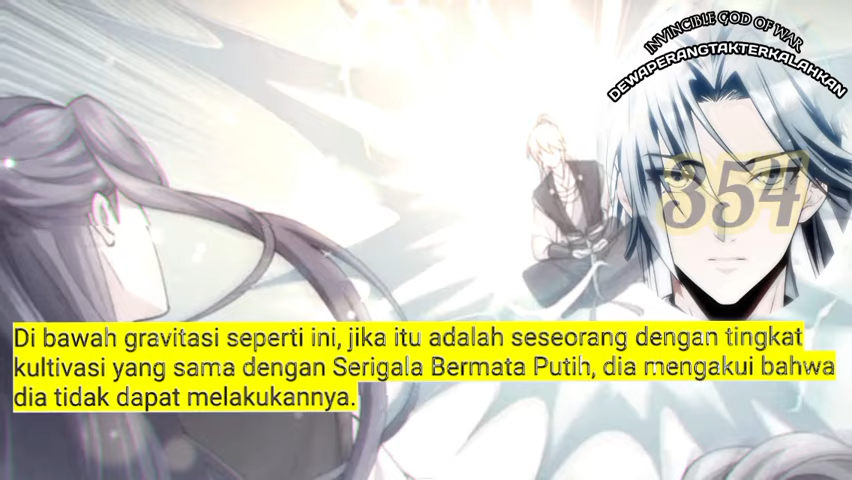 INVINCIBLE GOD OF WAR
DEWAPERANGTAKTERKALAHKAN
354
Di bawah gravitasi seperti ini, jika itu adalah seseorang dengan tingkat
kultivasi yang sama dengan Serigala Bermata Putih, dia mengakui bahwa
dia tidak dapat melakukannya.